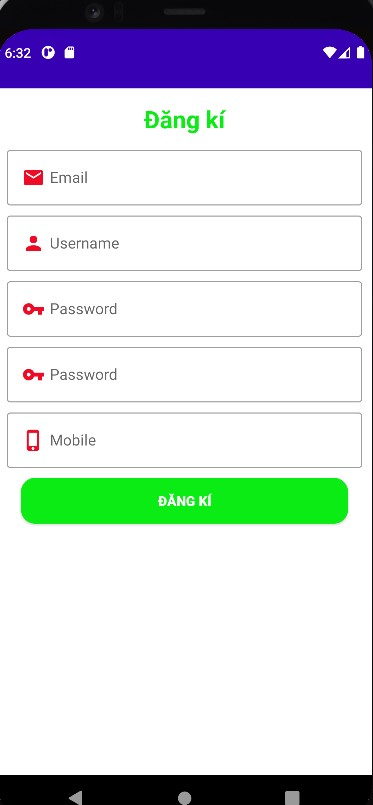 6:32
Đăng kí
Email
Username
Password
Password
Mobile
ĐĂNG KÍ